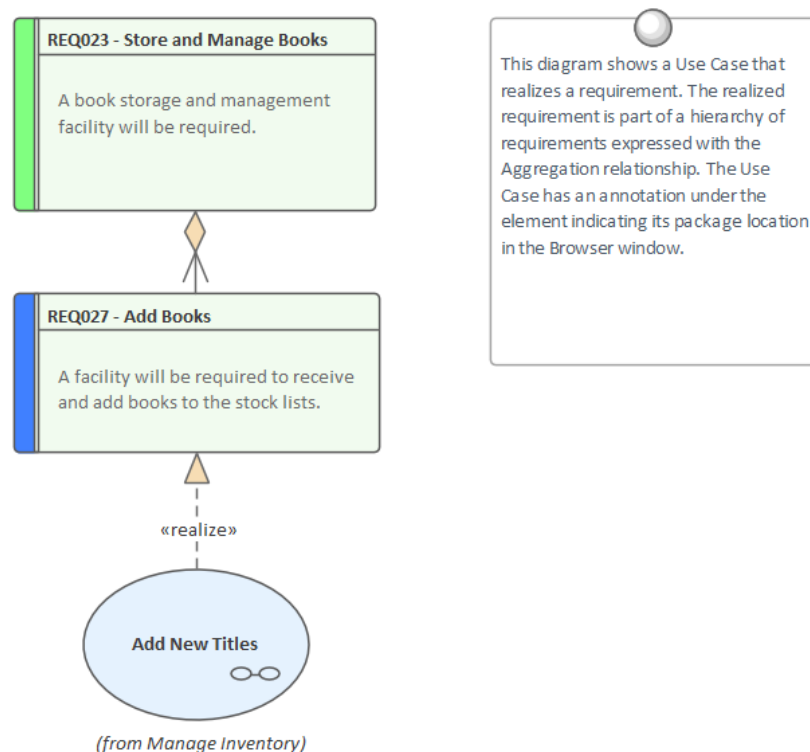 REQ023 - Store and Manage Books
A book storage and management
facility will be required.
REQ027 - Add Books
A facility will be required to receive
and add books to the stock lists.
«realize»
Add New Titles
(from Manage Inventory)
This diagram shows a Use Case that
realizes a requirement. The realized
requirement is part of a hierarchy of
requirements expressed with the
Aggregation relationship. The Use
Case has an annotation under the
element indicating its package location
in the Browser window.